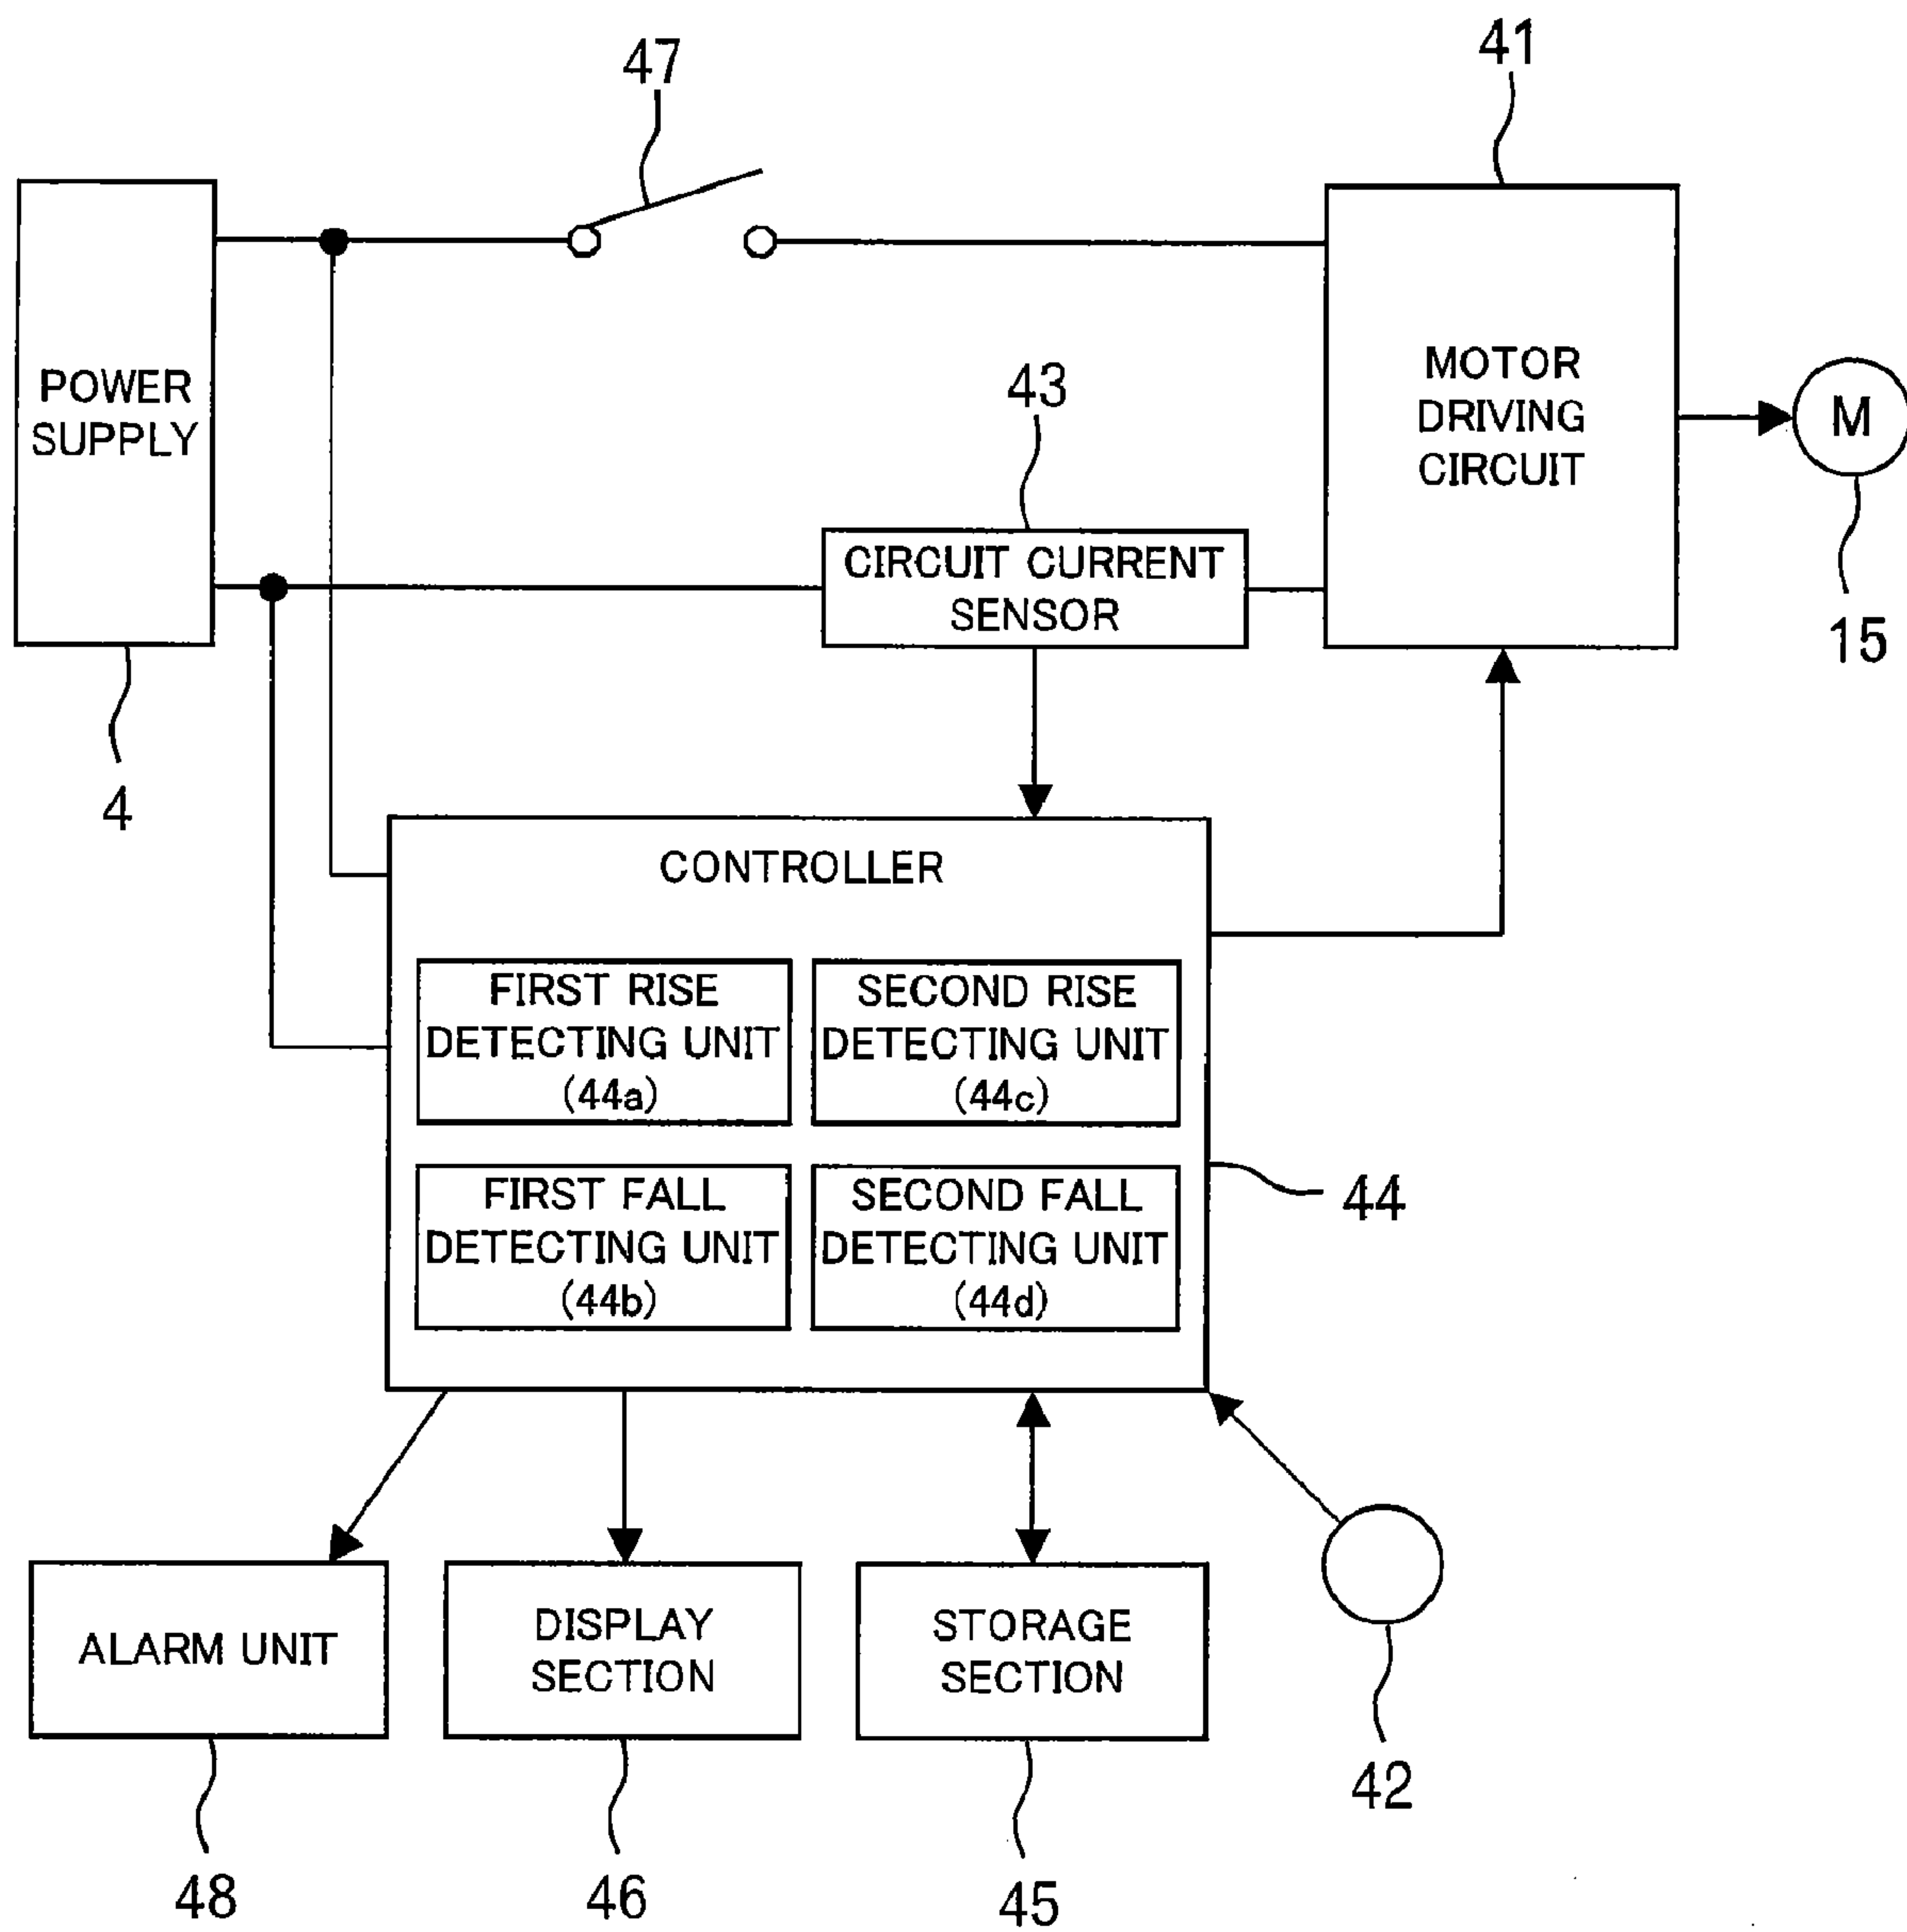 41
47
POWER
SUPPLY
MOTOR
DRIVING
CIRCUIT
M
43
CIRCUIT CURRENT
SENSOR
15
4
CONTROLLER
FIRST RISE
DETECTING UNIT
(44a)
SECOND RISE
DETECTING UNIT
(44c)
FIRST FALL
DETECTING UNIT
(44b)
SECOND FALL
DETECTING UNIT
(44d)
44
ALARM UNIT
DISPLAY
SECTION
STORAGE
SECTION
42
48
46
45